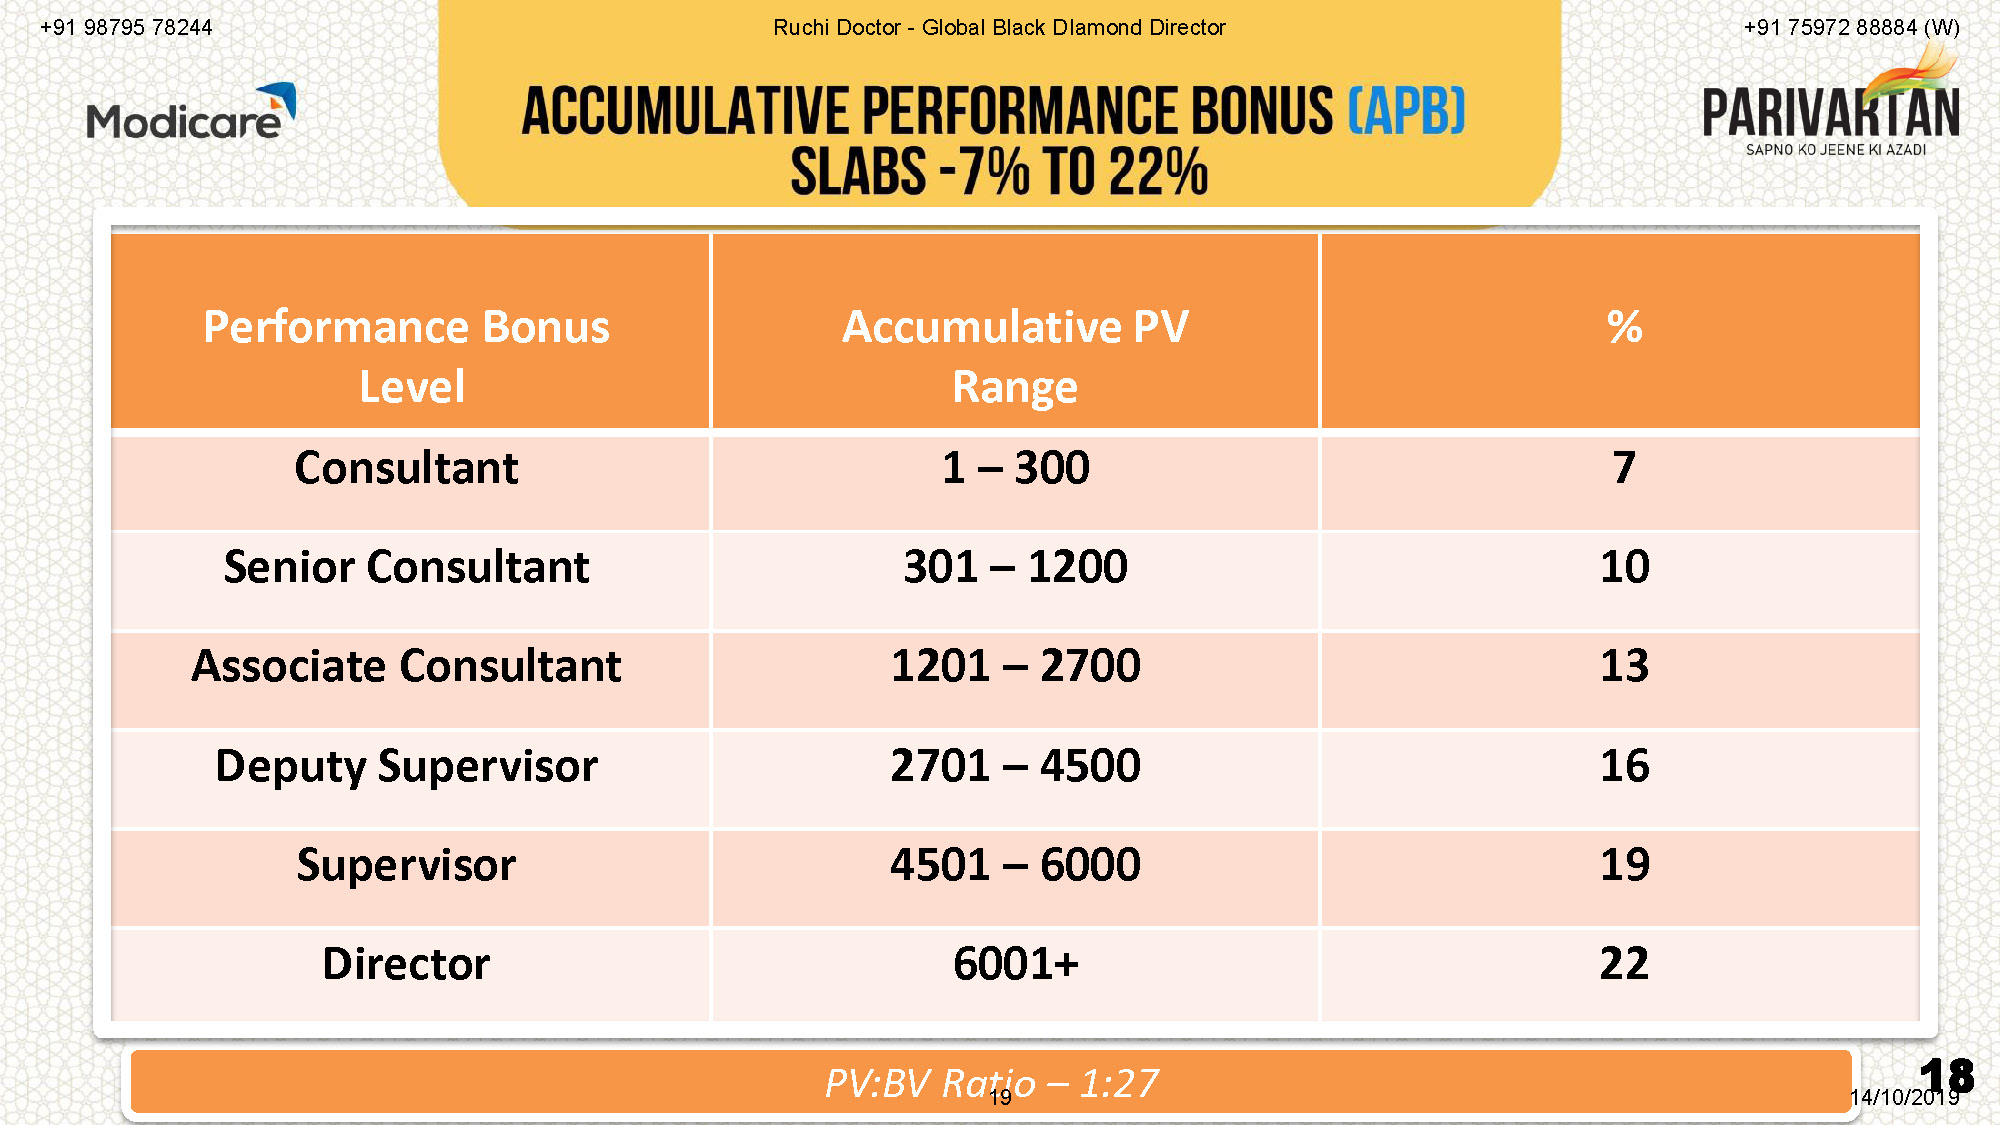 +91 98795 78244
Ruchi Doctor - Global Black DIamond Director
+91 75972 88884 (W)
Modicare
ACCUMULATIVE PERFORMANCE BONUS (APB)
SLABS -7% TO 22%
PARIVARTAN
SAPNO KO JEENE KI AZADI
Performance Bonus
Level
Accumulative PV
Range
%
Consultant
1 – 300
7
Senior Consultant
301 – 1200
10
Associate Consultant
1201 – 2700
13
Deputy Supervisor
2701 – 4500
16
Supervisor
4501 – 6000
19
Director
6001+
22
PV:BV Ratio – 1:27
19
18
14/10/2019